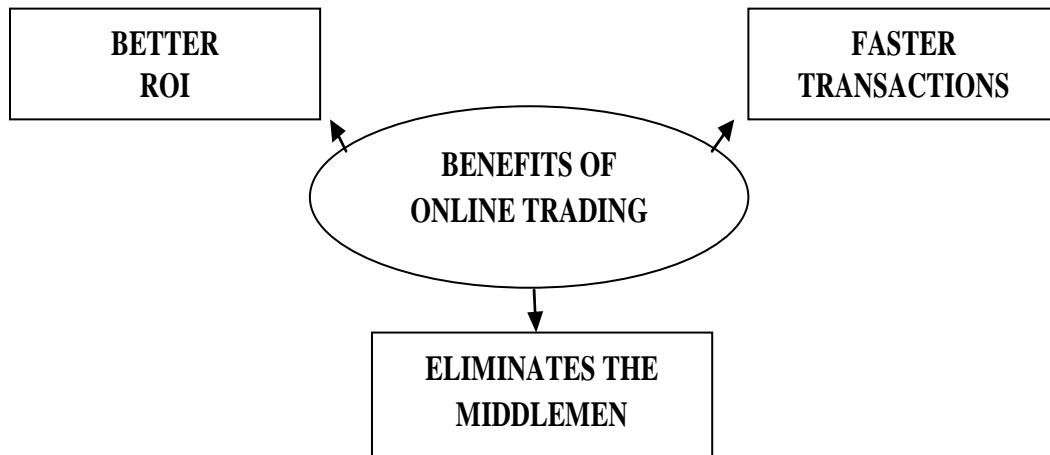 BETTER
ROI
FASTER
TRANSACTIONS
BENEFITS OF
ONLINE TRADING
ELIMINATES THE
MIDDLEMEN